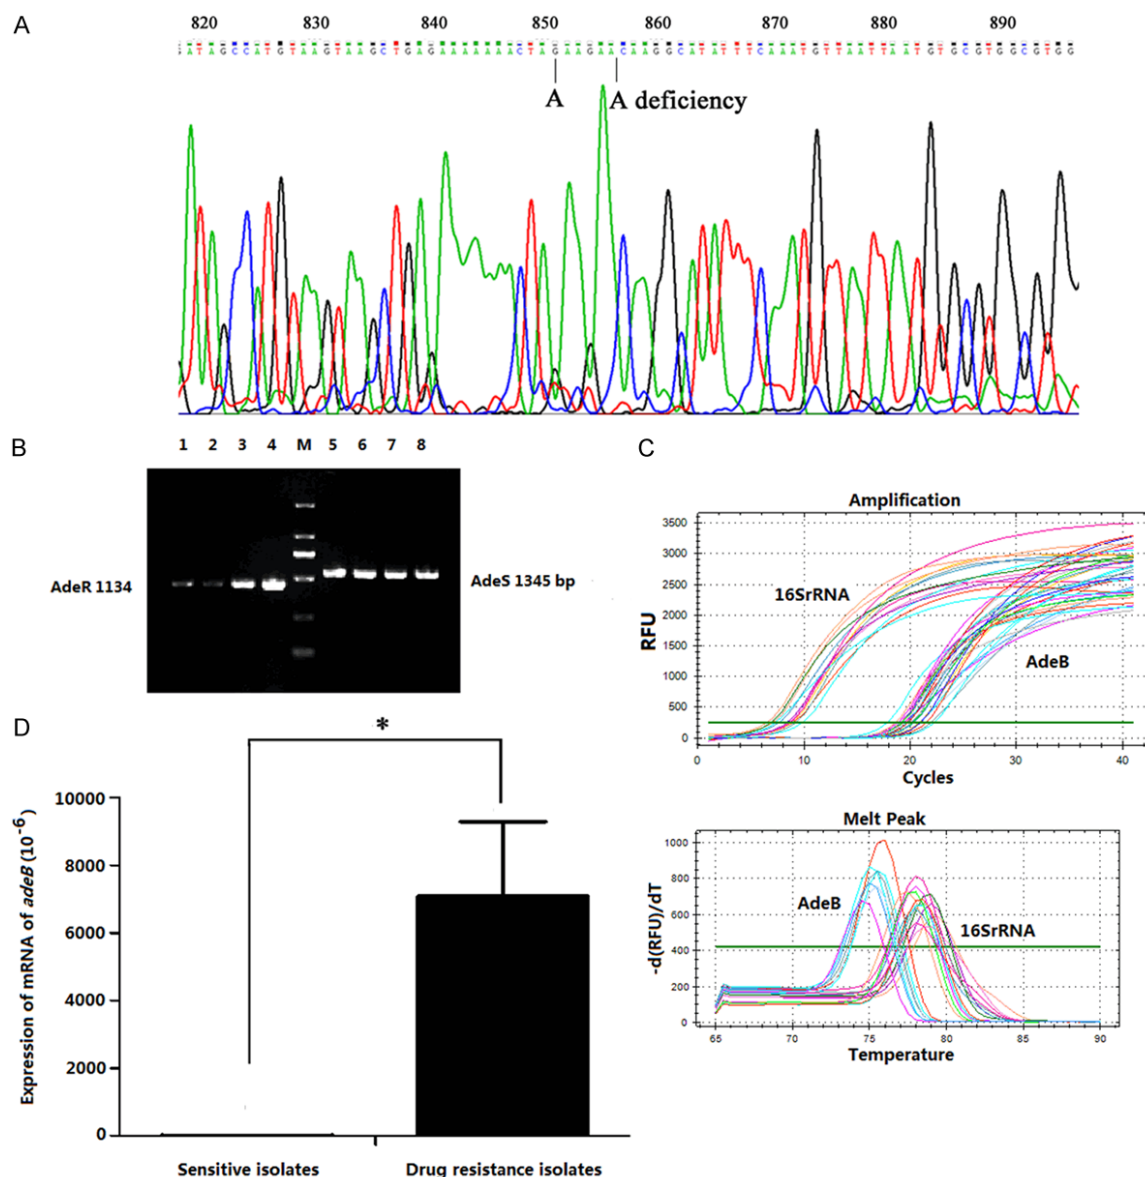 A
820 830 840 850 860 870 880 890
A A deficiency
B
1 2 3 4 M 5 6 7 8
AdeR 1134
AdeS 1345 bp
C
Amplification
RFU
3500
3000
2500
2000
1500
1000
500
0
16SrRNA
AdeB
0 10 20 30 40
Cycles
Melt Peak
-d(RFU)/dT
1000
800
600
400
200
0
AdeB
16SrRNA
65 70 75 80 85 90
Temperature
D
*
Expression of mRNA of adeB (10-6)
10000
8000
6000
4000
2000
0
Sensitive isolates Drug resistance isolates